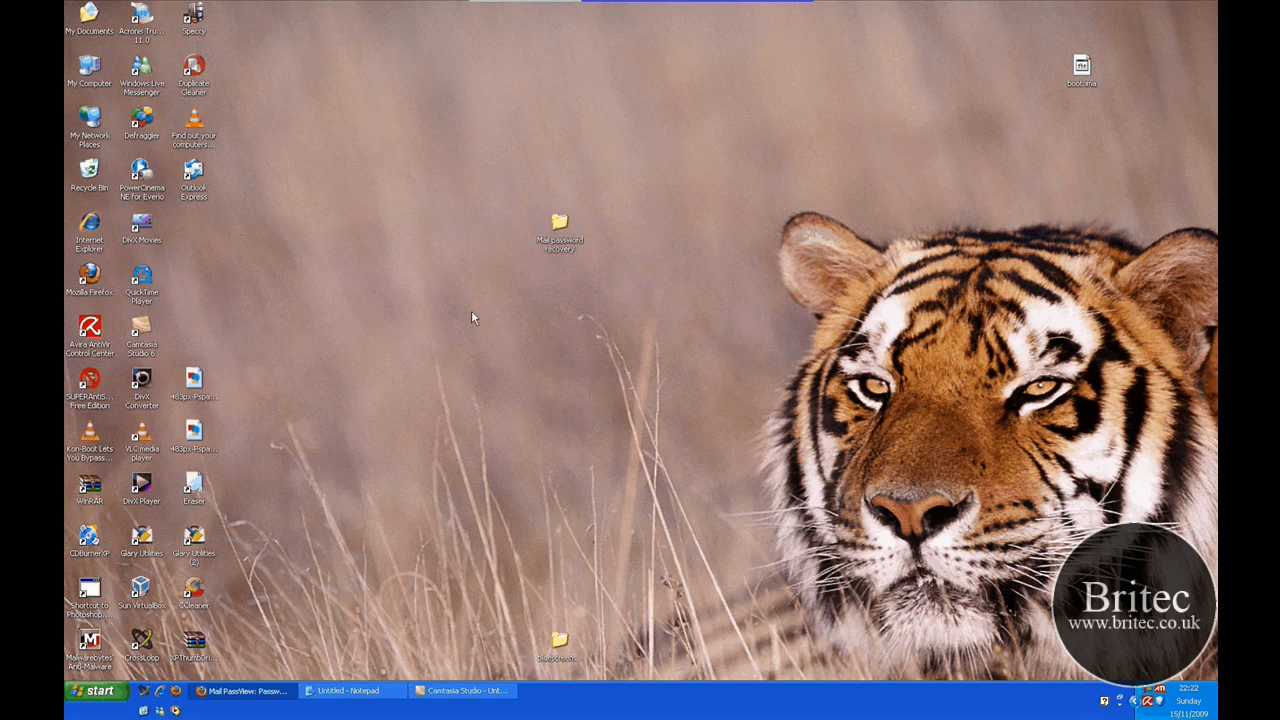 My Documents
Acronis Tru...
11.0
Speccy
My Computer
Windows Live
Messenger
Duplicate
Cleaner
boot.ima
My Network
Places
Defraggler
Find out your
computers...
Recycle Bin
PowerCinema
NE for Everio
Outlook
Express
Internet
Explorer
DivX Movies
Mail password
recovery
Mozilla Firefox
QuickTime
Player
Avira AntiVir
Control Center
Camtasia
Studio 6
SUPERAntiS...
Free Edition
DivX
Converter
483px-Pspa...
Kon-Boot Lets
You Bypass...
VLC media
player
483px-Pspa...
WinRAR
DivX Player
Eraser
CDBurnerXP
Glary Utilities
Glary Utilities
(2)
Shortcut to
Photoshop....
Sun VirtualBox
CCleaner
Malwarebytes'
Anti-Malware
CrossLoop
XPThumbDri...
bluescreen...
Britec
www.britec.co.uk
start
Mail PassView: Passw...
Untitled - Notepad
Camtasia Studio - Unt...
22:22
Sunday
15/11/2009